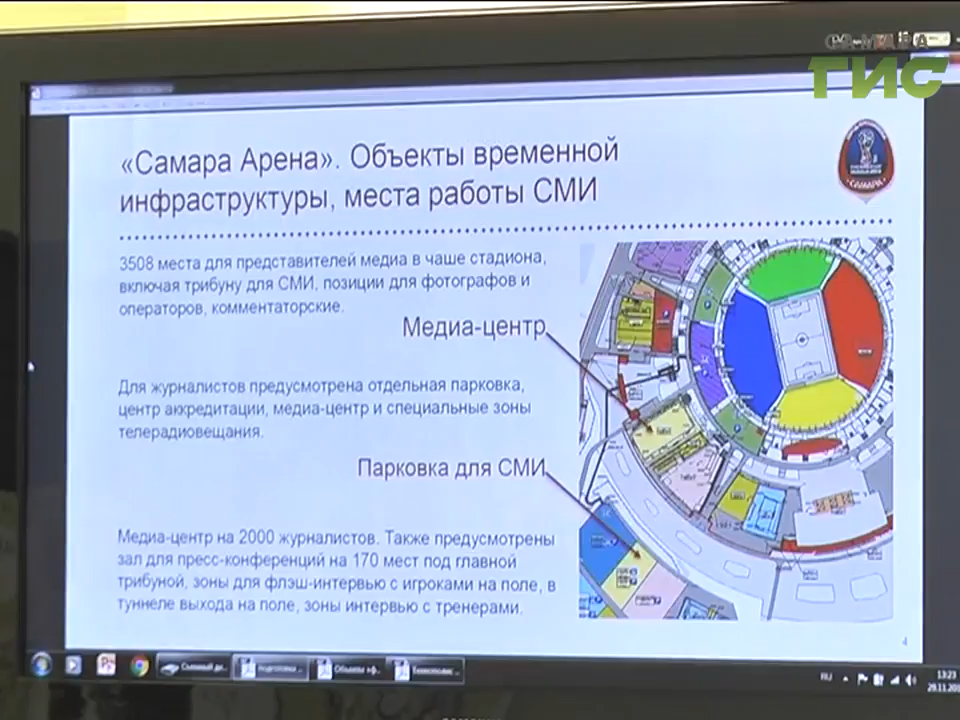 ГИС
«Самара Арена». Объекты временной
инфраструктуры, места работы СМИ
САМАРА
3508 места для представителей медиа в чаше стадиона,
включая трибуну для СМИ, позиции для фотографов и
операторов, комментаторские.
Медиа-центр
Для журналистов предусмотрена отдельная парковка,
центр аккредитации, медиа-центр и специальные зоны
телерадиовещания.
Парковка для СМИ
Медиа-центр на 2000 журналистов. Также предусмотрены
зал для пресс-конференций на 170 мест под главной
трибуной, зоны для флэш-интервью с игроками на поле, в
туннеле выхода на поле, зоны интервью с тренерами.
4
RU
13:23